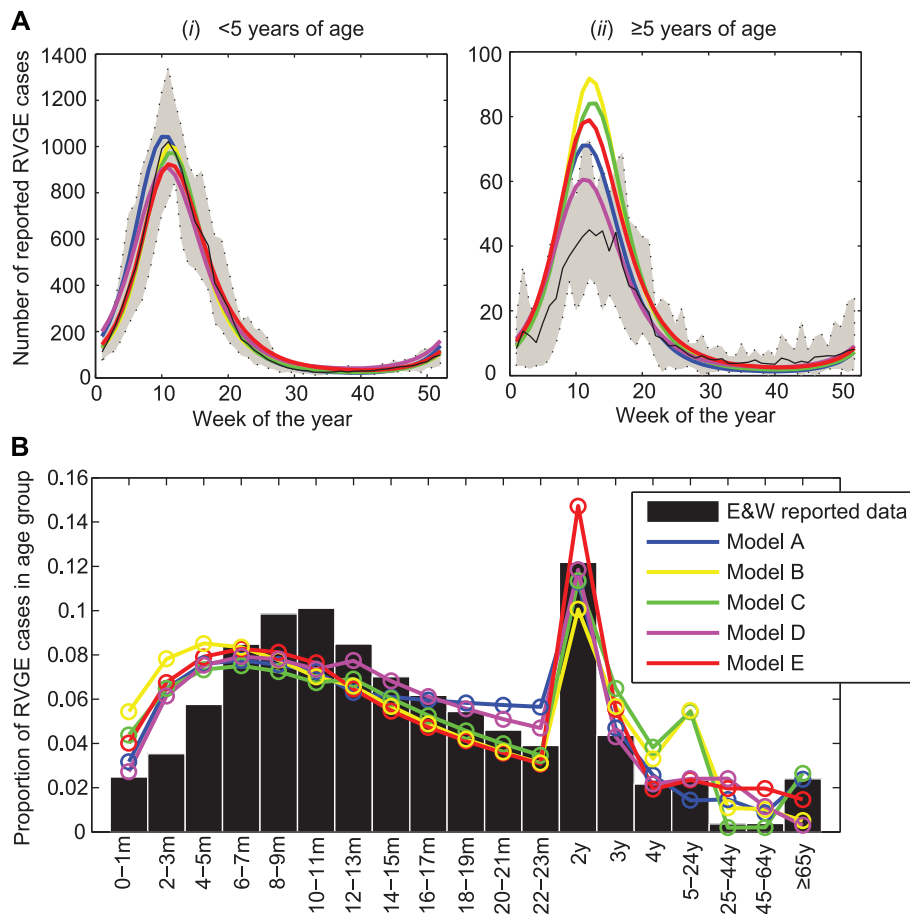 A
(i) <5 years of age
(ii) ≥5 years of age
Number of reported RVGE cases
1400
1200
1000
800
600
400
200
0
0 10 20 30 40 50
Week of the year
100
80
60
40
20
0
0 10 20 30 40 50
Week of the year
B
Proportion of RVGE cases in age group
0.16
0.14
0.12
0.1
0.08
0.06
0.04
0.02
0
E&W reported data
Model A
Model B
Model C
Model D
Model E
0–1m
2–3m
4–5m
6–7m
8–9m
10–11m
12–13m
14–15m
16–17m
18–19m
20–21m
22–23m
2y
3y
4y
5–24y
25–44y
45–64y
≥65y